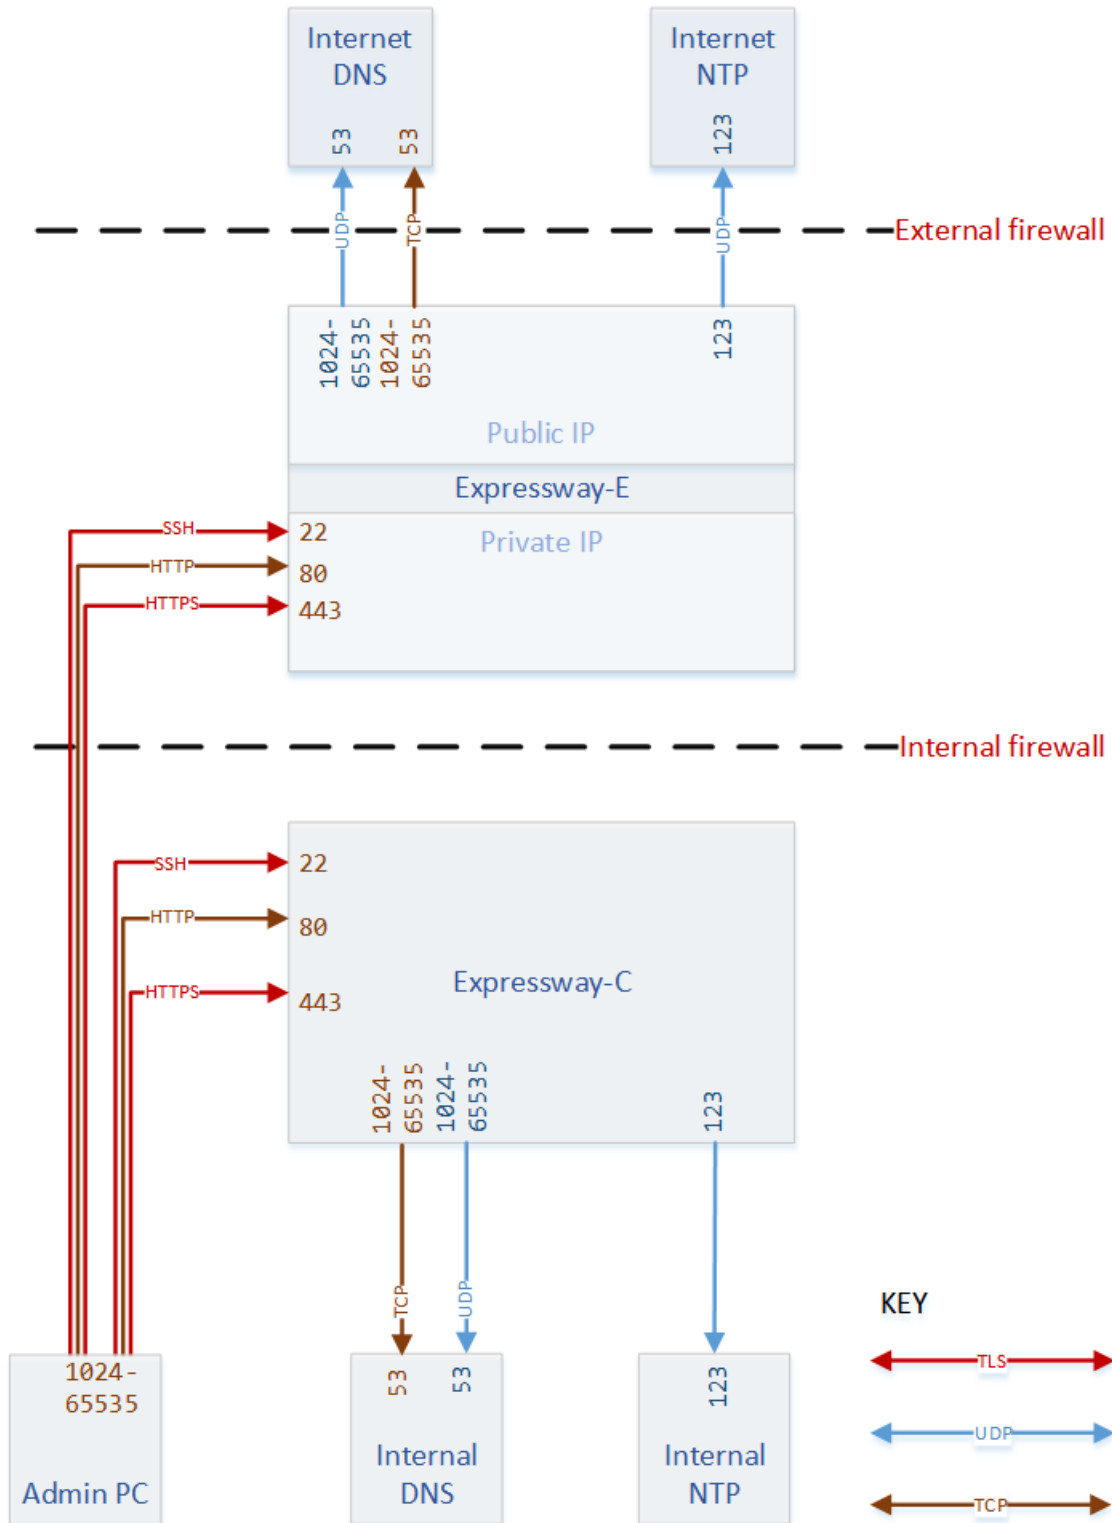 Internet
DNS
53
53
Internet
NTP
123
UDP
TCP
UDP
External firewall
1024-
65535
1024-
65535
123
Public IP
Expressway-E
Private IP
SSH
22
HTTP
80
HTTPS
443
Internal firewall
SSH
22
HTTP
80
HTTPS
443
Expressway-C
1024-
65535
1024-
65535
123
TCP
UDP
KEY
TLS
UDP
TCP
1024-
65535
Admin PC
53
53
Internal
DNS
123
Internal
NTP